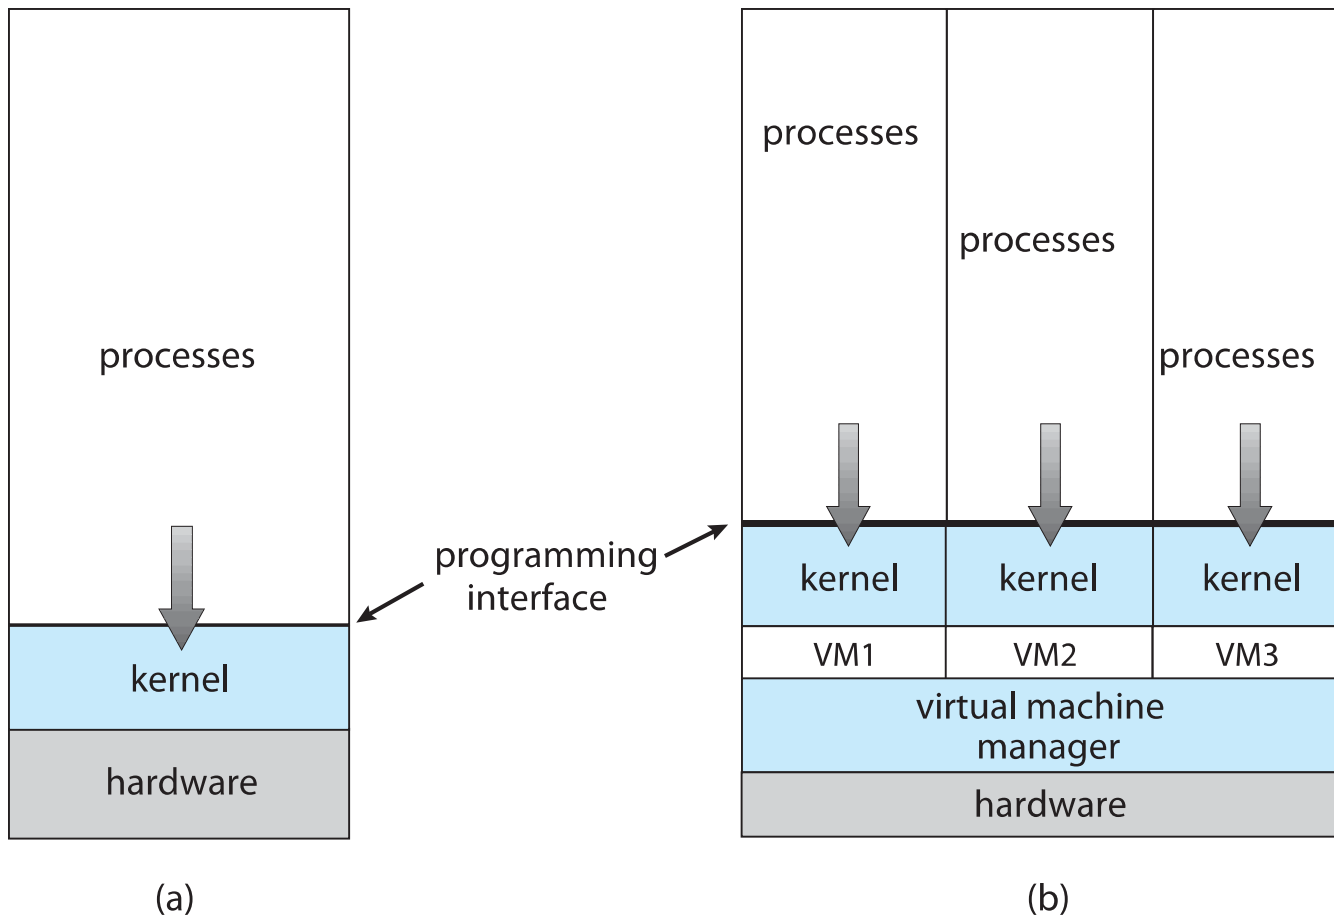 processes
kernel
hardware
(a)
programming
interface
processes
processes
processes
kernel
kernel
kernel
VM1
VM2
VM3
virtual machine
manager
hardware
(b)